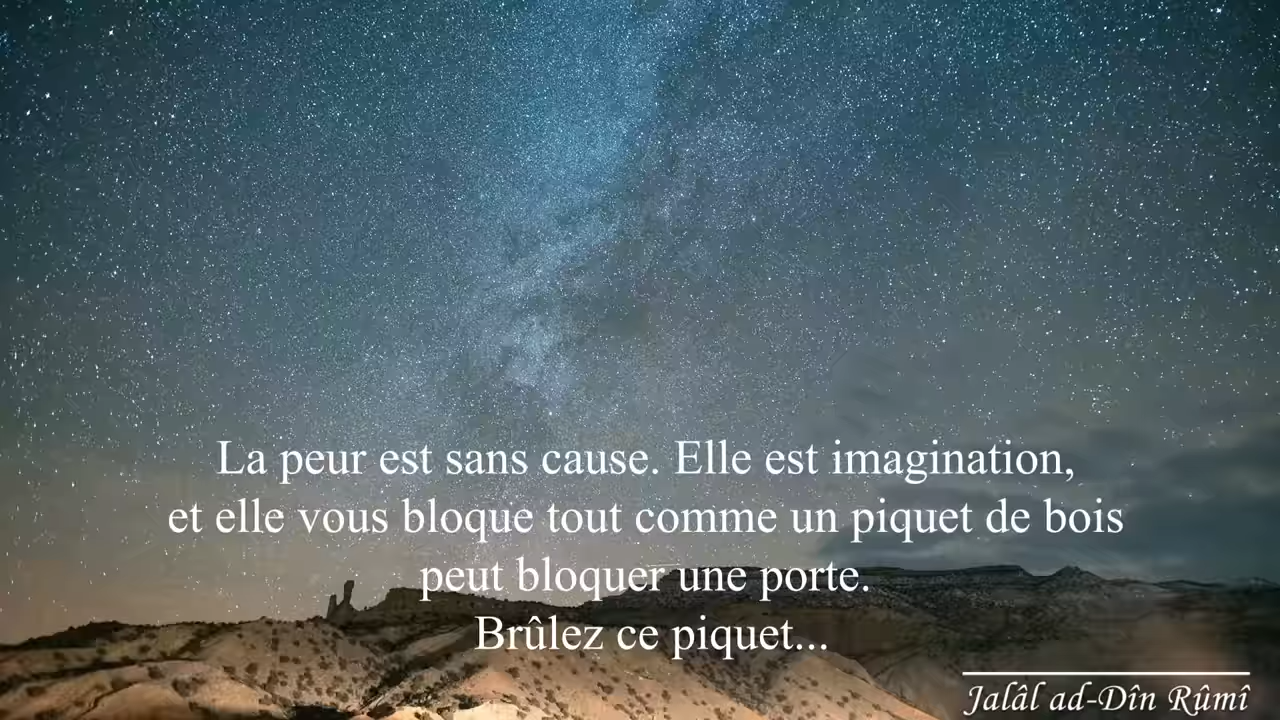 La peur est sans cause. Elle est imagination,
et elle vous bloque tout comme un piquet de bois
peut bloquer une porte.
Brûlez ce piquet...
Jalâl ad-Dîn Rûmî